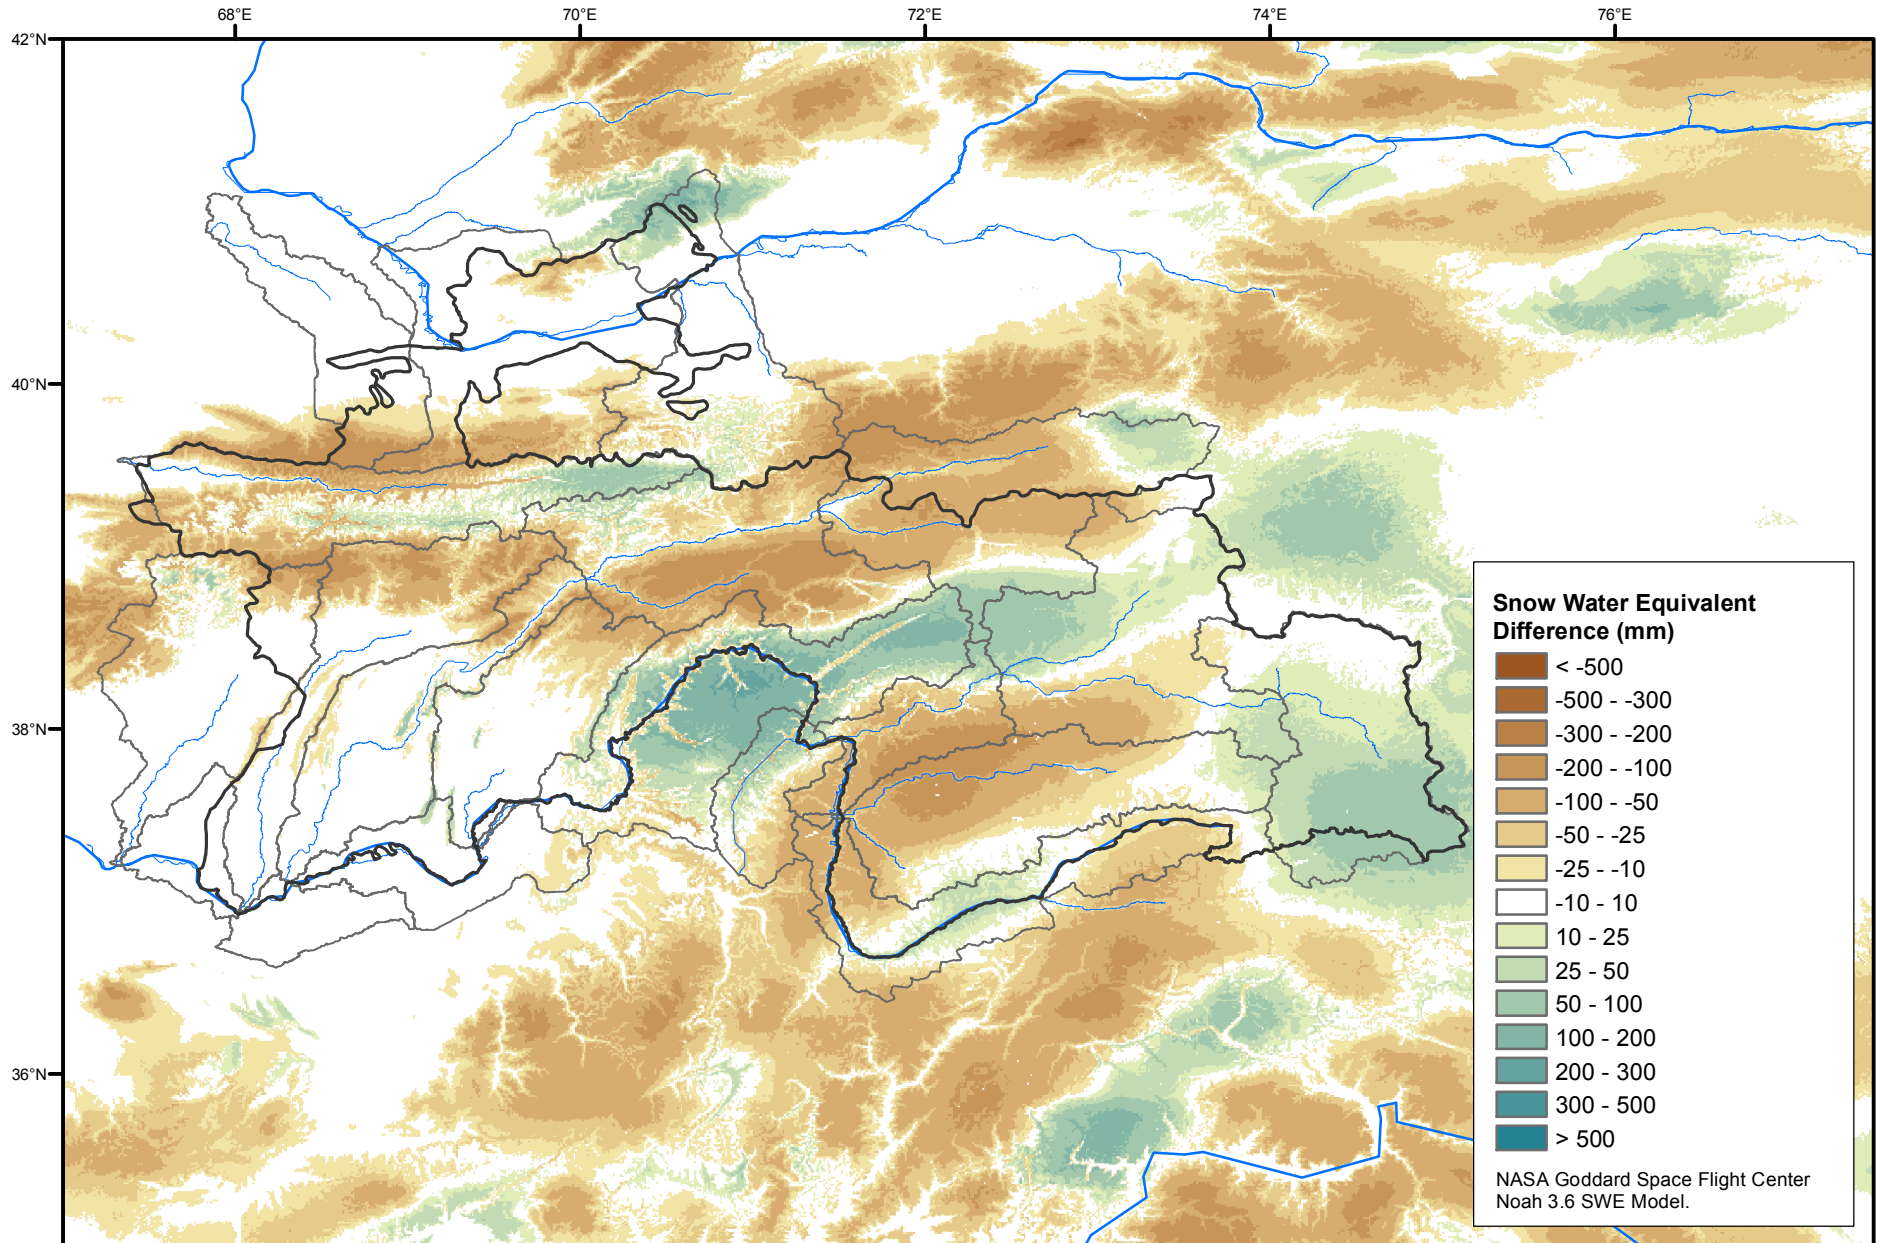 68°E 70°E 72°E 74°E 76°E
42°N
40°N
38°N
36°N
Snow Water Equivalent
Difference (mm)
< -500
-500 - -300
-300 - -200
-200 - -100
-100 - -50
-50 - -25
-25 - -10
-10 - 10
10 - 25
25 - 50
50 - 100
100 - 200
200 - 300
300 - 500
> 500
NASA Goddard Space Flight Center
Noah 3.6 SWE Model.